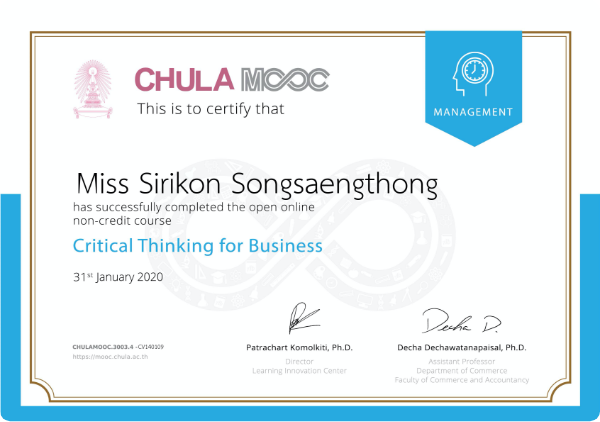 CHULA MOOC
This is to certify that
MANAGEMENT
Miss Sirikon Songsaengthong
has successfully completed the open online
non-credit course
Critical Thinking for Business
31st January 2020
Decha D.
CHULAMOOC.3003.4 -CV140109
https://mooc.chula.ac.th
Patrachart Komolkiti, Ph.D.
Director
Learning Innovation Center
Decha Dechawatanapaisal, Ph.D.
Assistant Professor
Department of Commerce
Faculty of Commerce and Accountancy